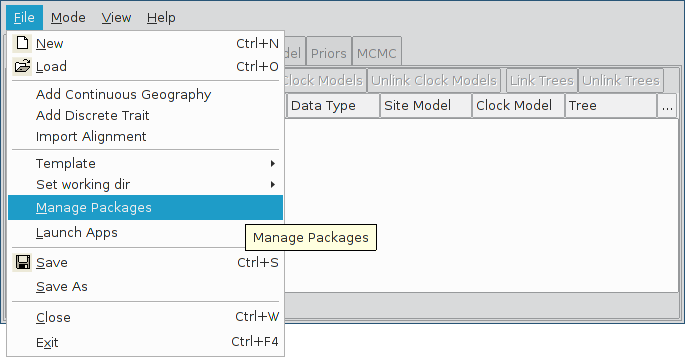 File Mode View Help
New Ctrl+N
Load Ctrl+O
Priors MCMC
Clock Models Unlink Clock Models Link Trees Unlink Trees
Data Type Site Model Clock Model Tree ...
Add Continuous Geography
Add Discrete Trait
Import Alignment
Template
Set working dir
Manage Packages
Launch Apps
Manage Packages
Save Ctrl+S
Save As
Close Ctrl+W
Exit Ctrl+F4